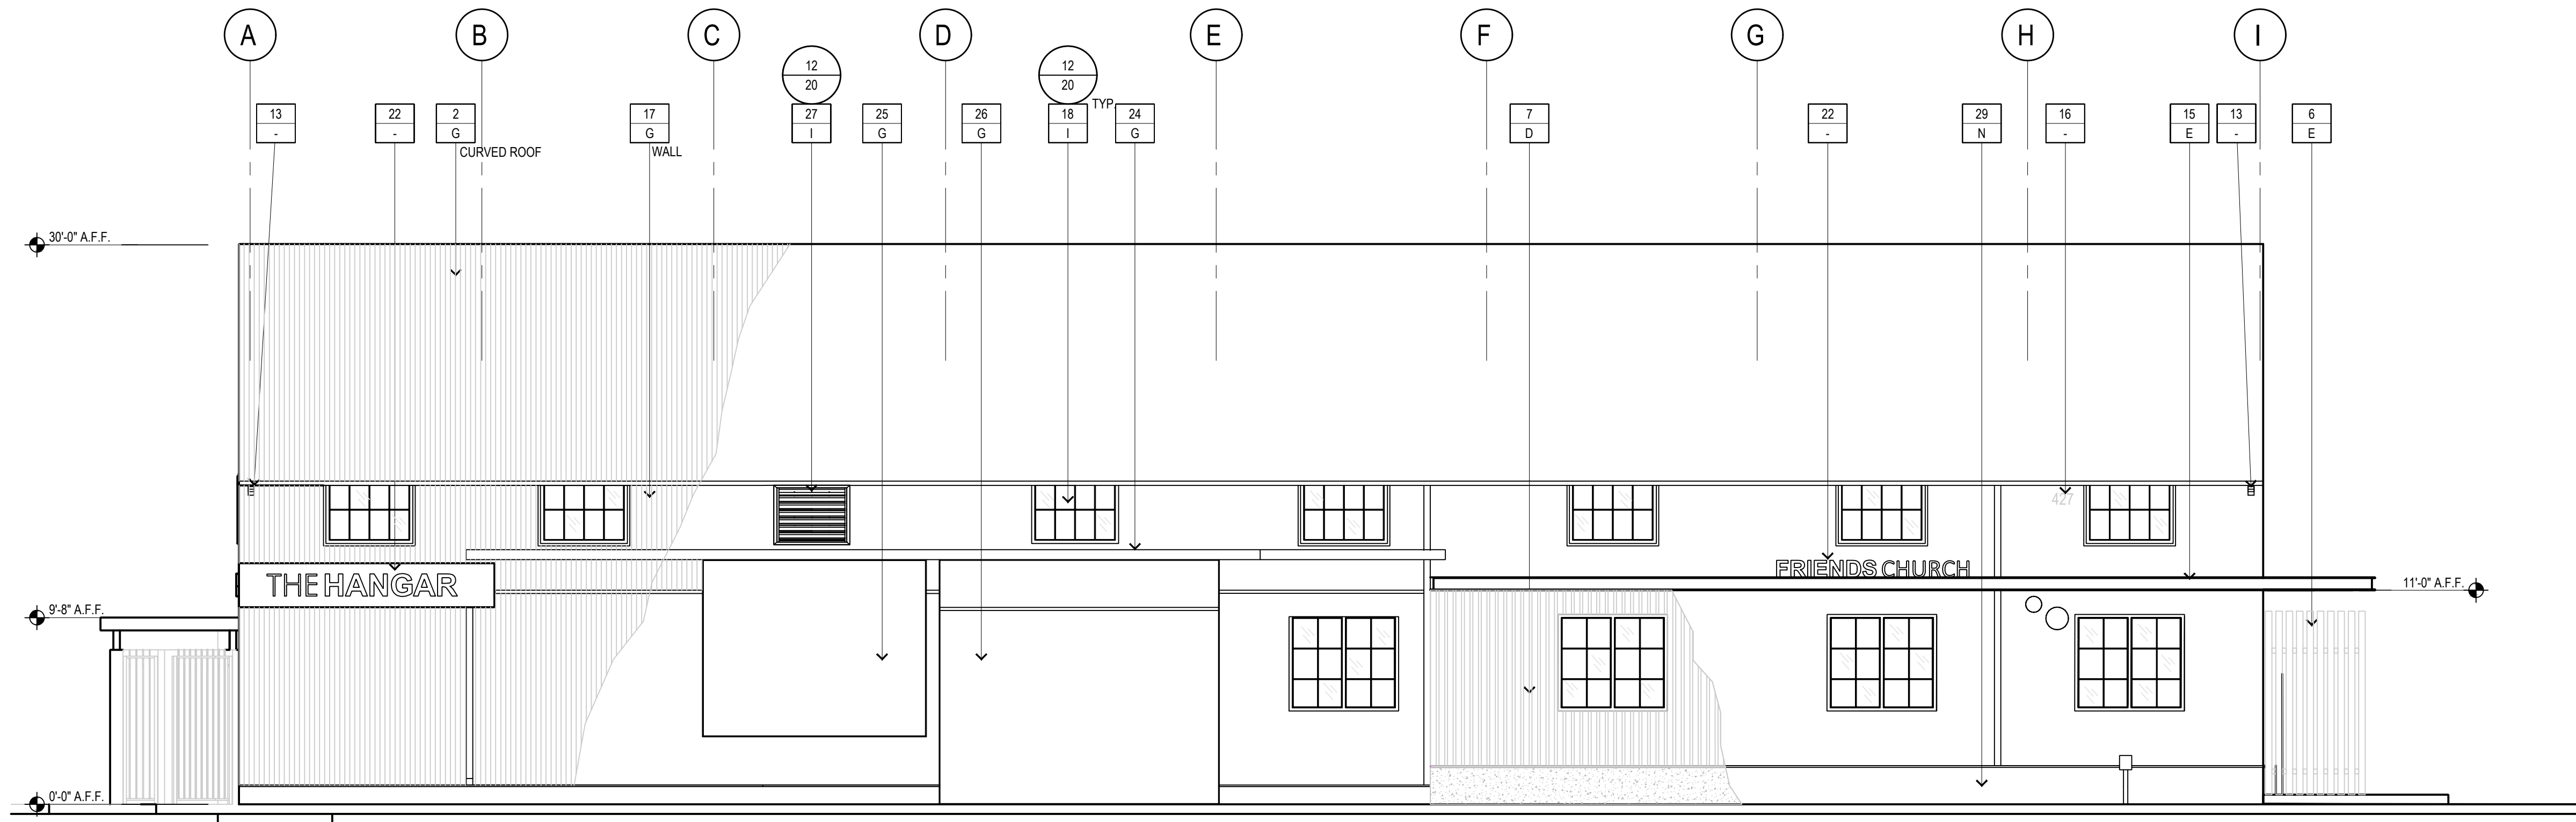 A
B
C
D
E
F
G
H
I
12
20
12
20
TYP.
13
-
22
-
2
G
17
G
27
I
25
G
26
G
18
I
24
G
7
D
22
-
29
N
16
-
15
E
13
-
6
E
CURVED ROOF
WALL
30'-0" A.F.F.
427
THE HANGAR
FRIENDS CHURCH
11'-0" A.F.F.
9'-8" A.F.F.
0'-0" A.F.F.